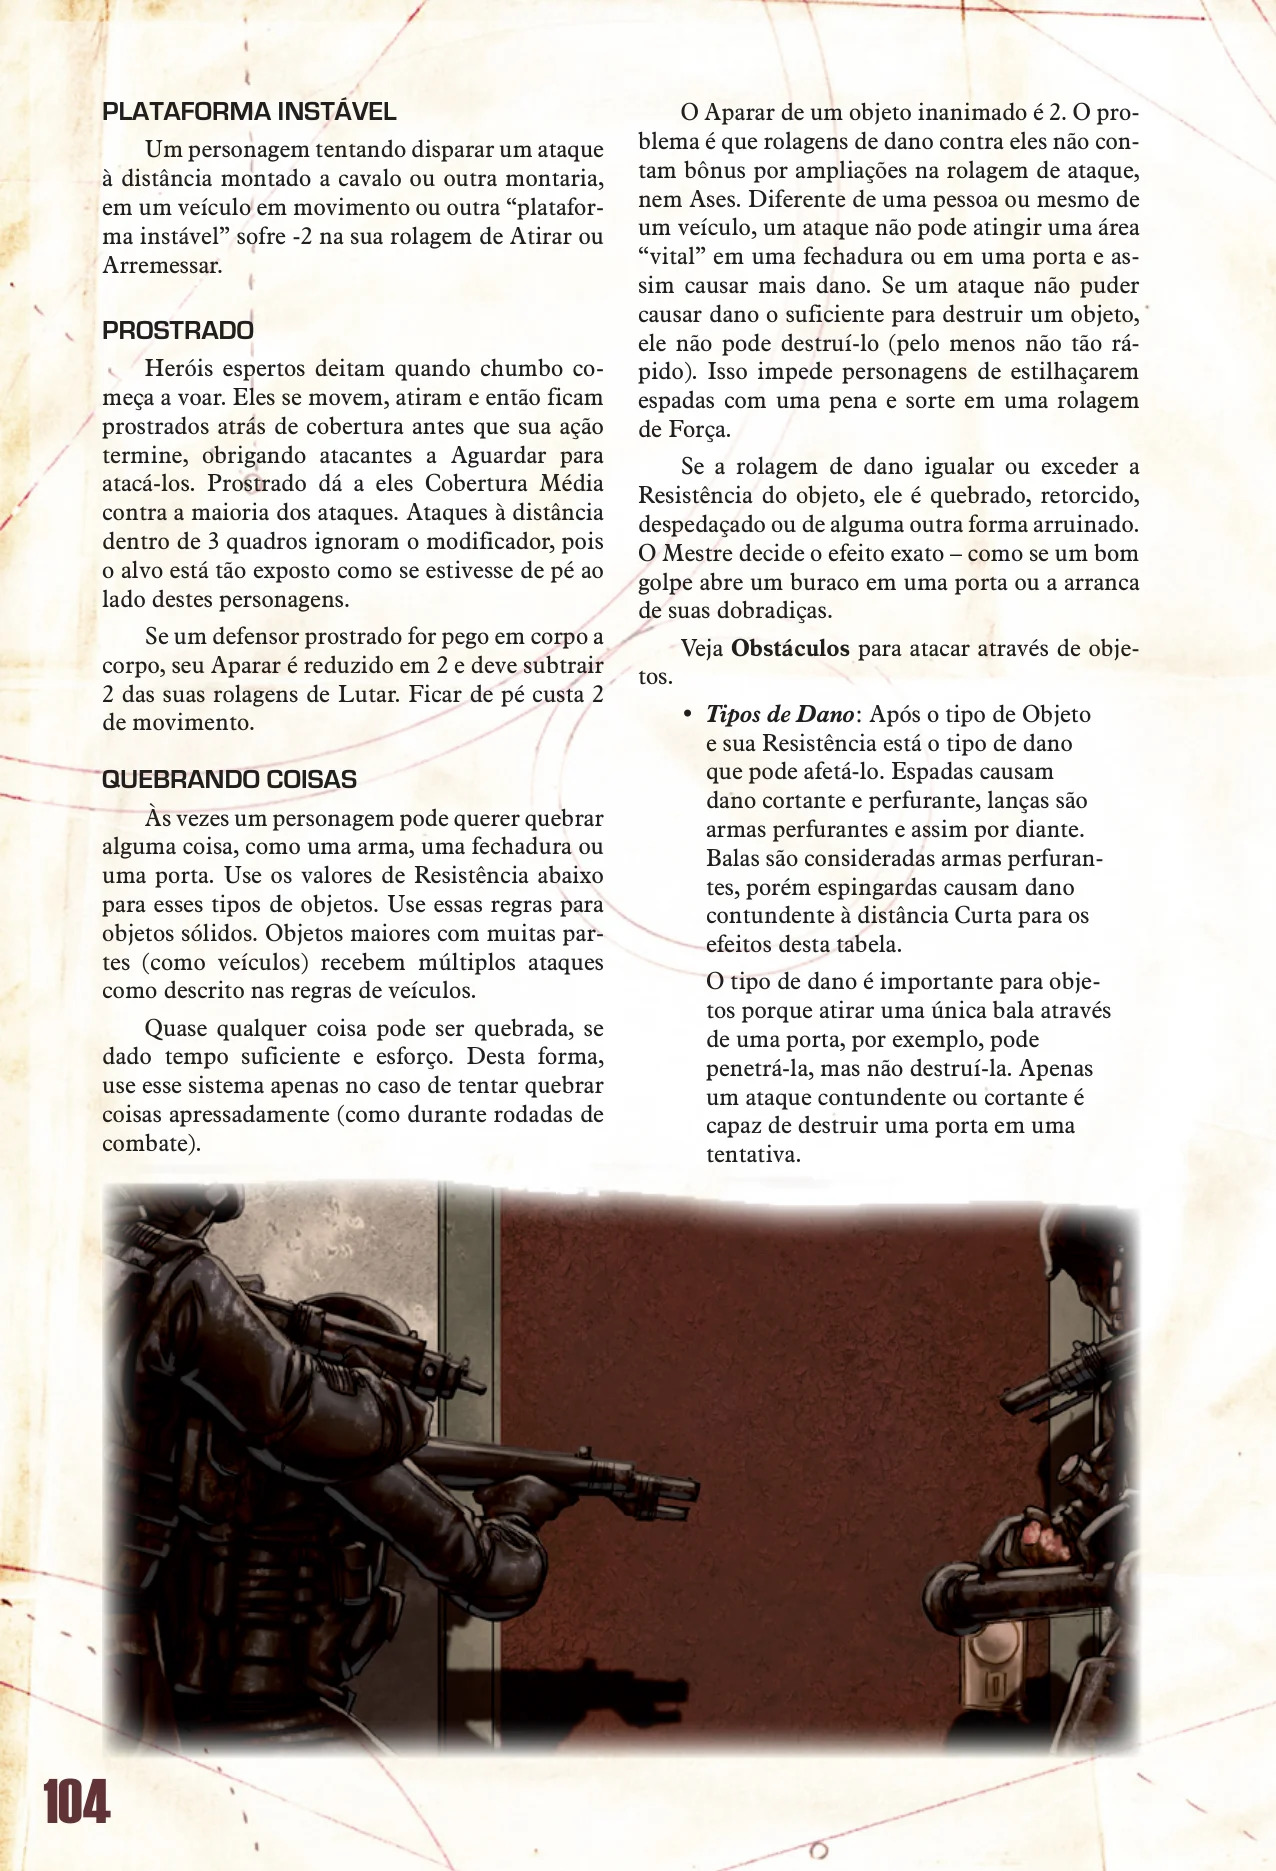 PLATAFORMA INSTÁVEL
Um personagem tentando disparar um ataque
à distância montado a cavalo ou outra montaria,
em um veículo em movimento ou outra “platafor-
ma instável” sofre -2 na sua rolagem de Atirar ou
Arremessar.
PROSTRADO
Heróis espertos deitam quando chumbo co-
meça a voar. Eles se movem, atiram e então ficam
prostrados atrás de cobertura antes que sua ação
termine, obrigando atacantes a Aguardar para
atacá-los. Prostrado dá a eles Cobertura Média
contra a maioria dos ataques. Ataques à distância
dentro de 3 quadros ignoram o modificador, pois
o alvo está tão exposto como se estivesse de pé ao
lado destes personagens.
Se um defensor prostrado for pego em corpo a
corpo, seu Aparar é reduzido em 2 e deve subtrair
2 das suas rolagens de Lutar. Ficar de pé custa 2
de movimento.
QUEBRANDO COISAS
Às vezes um personagem pode querer quebrar
alguma coisa, como uma arma, uma fechadura ou
uma porta. Use os valores de Resistência abaixo
para esses tipos de objetos. Use essas regras para
objetos sólidos. Objetos maiores com muitas par-
tes (como veículos) recebem múltiplos ataques
como descrito nas regras de veículos.
Quase qualquer coisa pode ser quebrada, se
dado tempo suficiente e esforço. Desta forma,
use esse sistema apenas no caso de tentar quebrar
coisas apressadamente (como durante rodadas de
combate).
O Aparar de um objeto inanimado é 2. O pro-
blema é que rolagens de dano contra eles não con-
tam bônus por ampliações na rolagem de ataque,
nem Ases. Diferente de uma pessoa ou mesmo de
um veículo, um ataque não pode atingir uma área
“vital” em uma fechadura ou em uma porta e as-
sim causar mais dano. Se um ataque não puder
causar dano o suficiente para destruir um objeto,
ele não pode destruí-lo (pelo menos não tão rá-
pido). Isso impede personagens de estilhaçarem
espadas com uma pena e sorte em uma rolagem
de Força.
Se a rolagem de dano igualar ou exceder a
Resistência do objeto, ele é quebrado, retorcido,
despedaçado ou de alguma outra forma arruinado.
O Mestre decide o efeito exato – como se um bom
golpe abre um buraco em uma porta ou a arranca
de suas dobradiças.
Veja Obstáculos para atacar através de obje-
tos.
• Tipos de Dano: Após o tipo de Objeto
e sua Resistência está o tipo de dano
que pode afetá-lo. Espadas causam
dano cortante e perfurante, lanças são
armas perfurantes e assim por diante.
Balas são consideradas armas perfuran-
tes, porém espingardas causam dano
contundente à distância Curta para os
efeitos desta tabela.
O tipo de dano é importante para obje-
tos porque atirar uma única bala através
de uma porta, por exemplo, pode
penetrá-la, mas não destruí-la. Apenas
um ataque contundente ou cortante é
capaz de destruir uma porta em uma
tentativa.
104